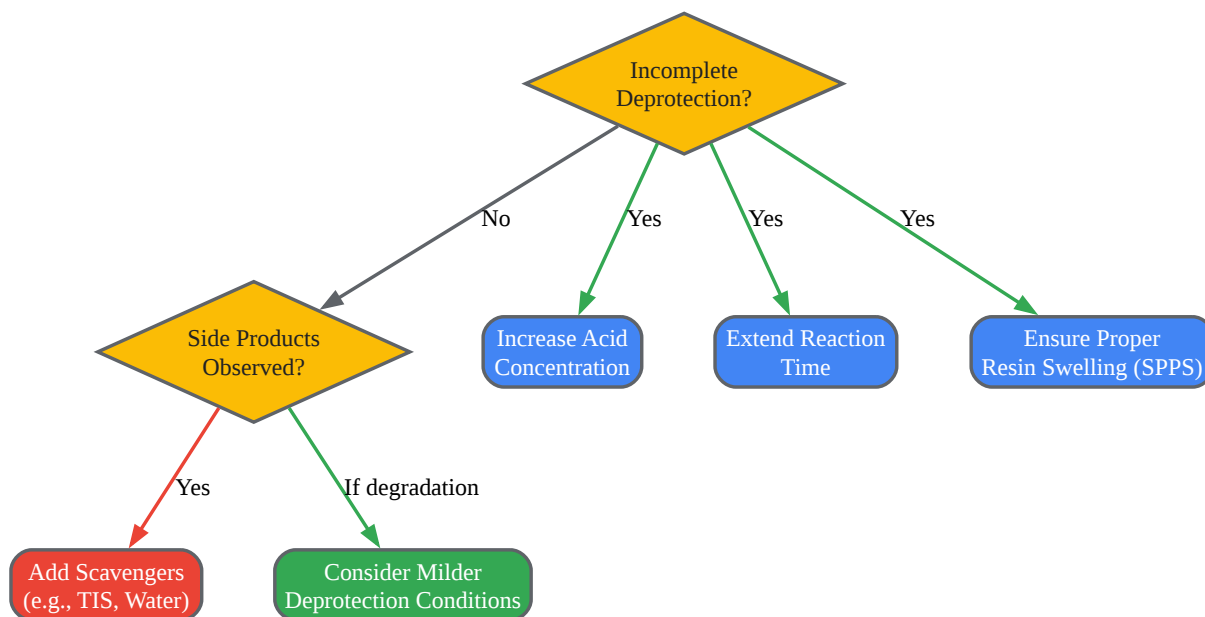 Incomplete
Deprotection?
No
Yes
Yes
Yes
Side Products
Observed?
Increase Acid
Concentration
Extend Reaction
Time
Ensure Proper
Resin Swelling (SPPS)
Yes
If degradation
Add Scavengers
(e.g., TIS, Water)
Consider Milder
Deprotection Conditions